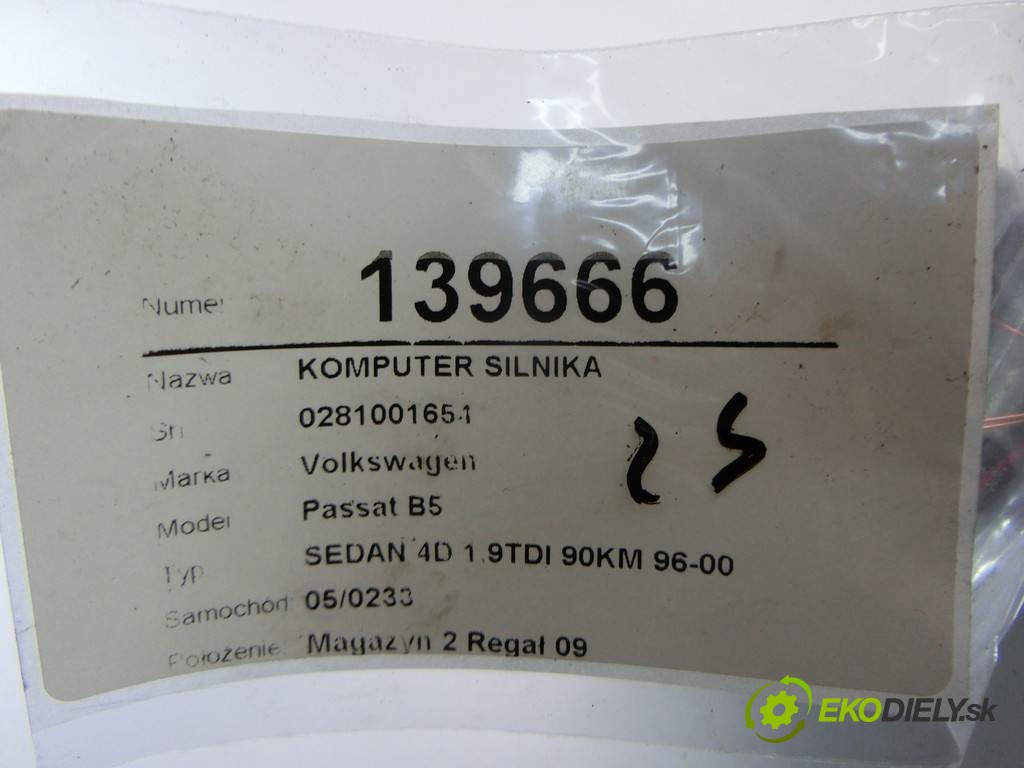 Numer 139666
Nazwa KOMPUTER SILNIKA
Sn 0281001654
Marka Volkswagen
Model Passat B5
Typ SEDAN 4D 1.9TDI 90KM 96-00
Samochód 05/0233
Położenie Magazyn 2 Regał 09
EKODIELY.sk